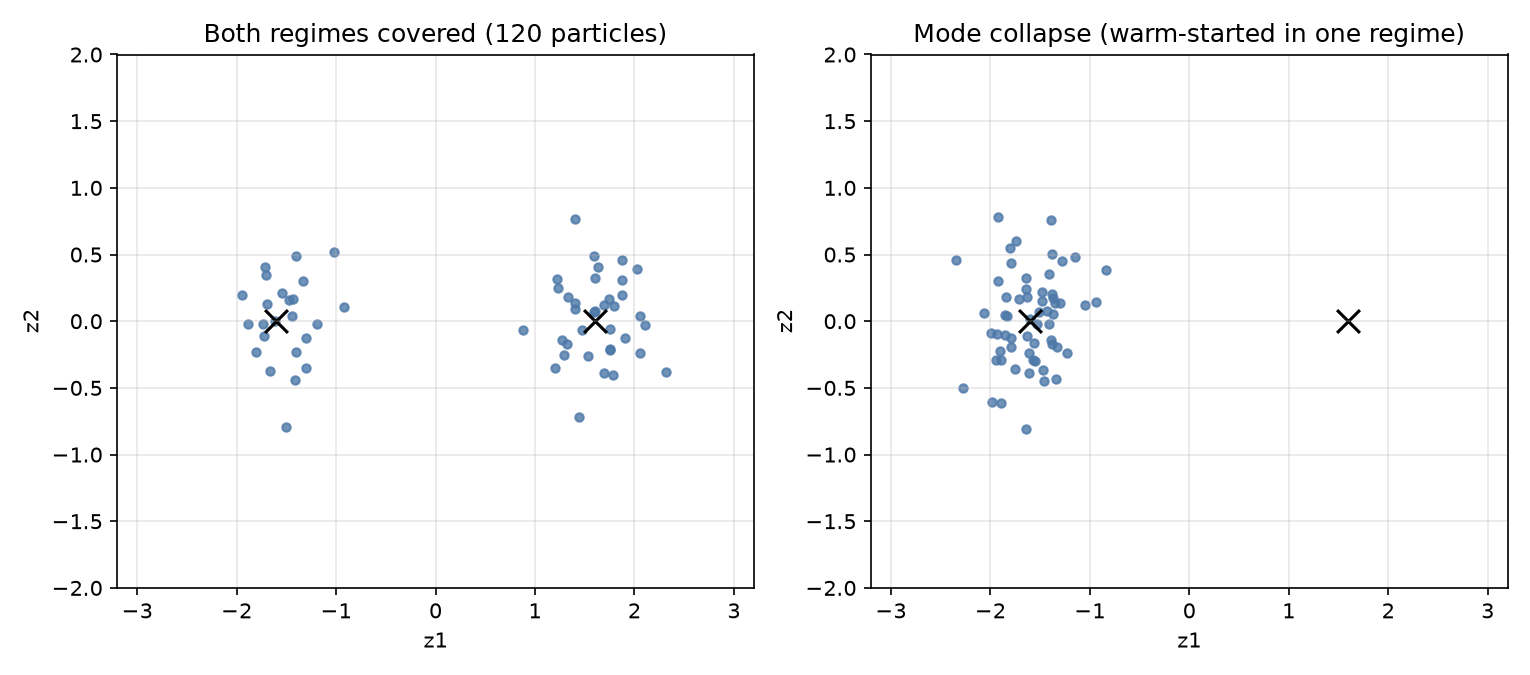 Both regimes covered (120 particles)
2.0
1.5
1.0
0.5
0.0
−0.5
−1.0
−1.5
−2.0
z2
−3 −2 −1 0 1 2 3
z1
Mode collapse (warm-started in one regime)
2.0
1.5
1.0
0.5
0.0
−0.5
−1.0
−1.5
−2.0
z2
−3 −2 −1 0 1 2 3
z1